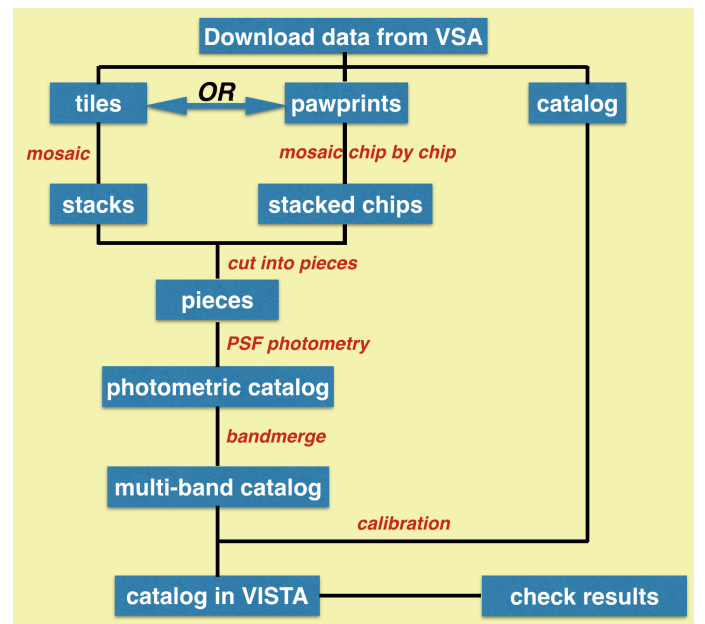 Download data from VSA
tiles
OR
pawprints
catalog
mosaic
mosaic chip by chip
stacks
stacked chips
cut into pieces
pieces
PSF photometry
photometric catalog
bandmerge
multi-band catalog
calibration
catalog in VISTA
check results